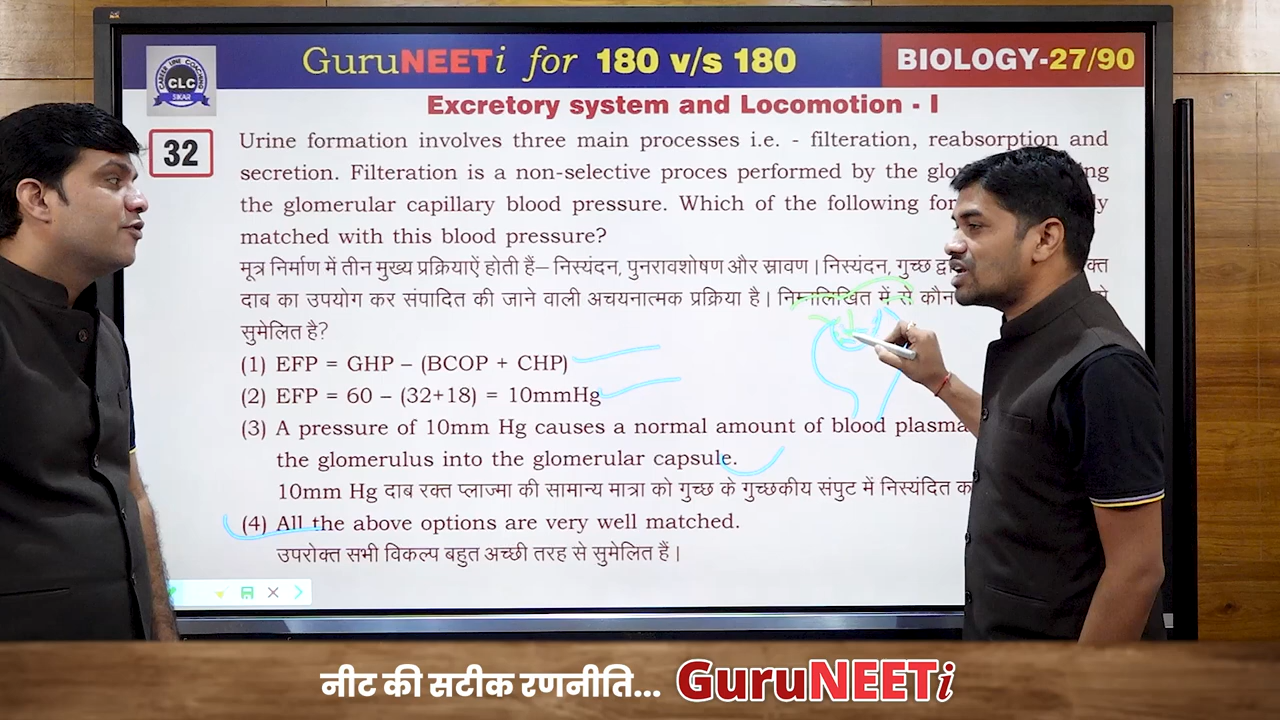 CAREER LINE COACHING
CLC
SIKAR
GuruNEETi for 180 v/s 180
BIOLOGY-27/90
Excretory system and Locomotion - I
32
Urine formation involves three main processes i.e. - filteration, reabsorption and
secretion. Filteration is a non-selective proces performed by the
the glomerular capillary blood pressure. Which of the following
matched with this blood pressure?
मूत्र निर्माण में तीन मुख्य प्रक्रियाऐं होती हैं– निस्यंदन, पुनरावशोषण और स्रावण। निस्यंदन, गुच्छ
दाब का उपयोग कर संपादित की जाने वाली अचयनात्मक प्रक्रिया है। निम्नलिखित में से कौन
सुमेलित है?
(1) EFP = GHP – (BCOP + CHP)
(2) EFP = 60 – (32+18) = 10mmHg
(3) A pressure of 10mm Hg causes a normal amount of blood plasma
the glomerulus into the glomerular capsule.
10mm Hg दाब रक्त प्लाज्मा की सामान्य मात्रा को गुच्छ के गुच्छकीय संपुट में निस्यंदित
(4) All the above options are very well matched.
उपरोक्त सभी विकल्प बहुत अच्छी तरह से सुमेलित हैं।
नीट की सटीक रणनीति... GuruNEETi